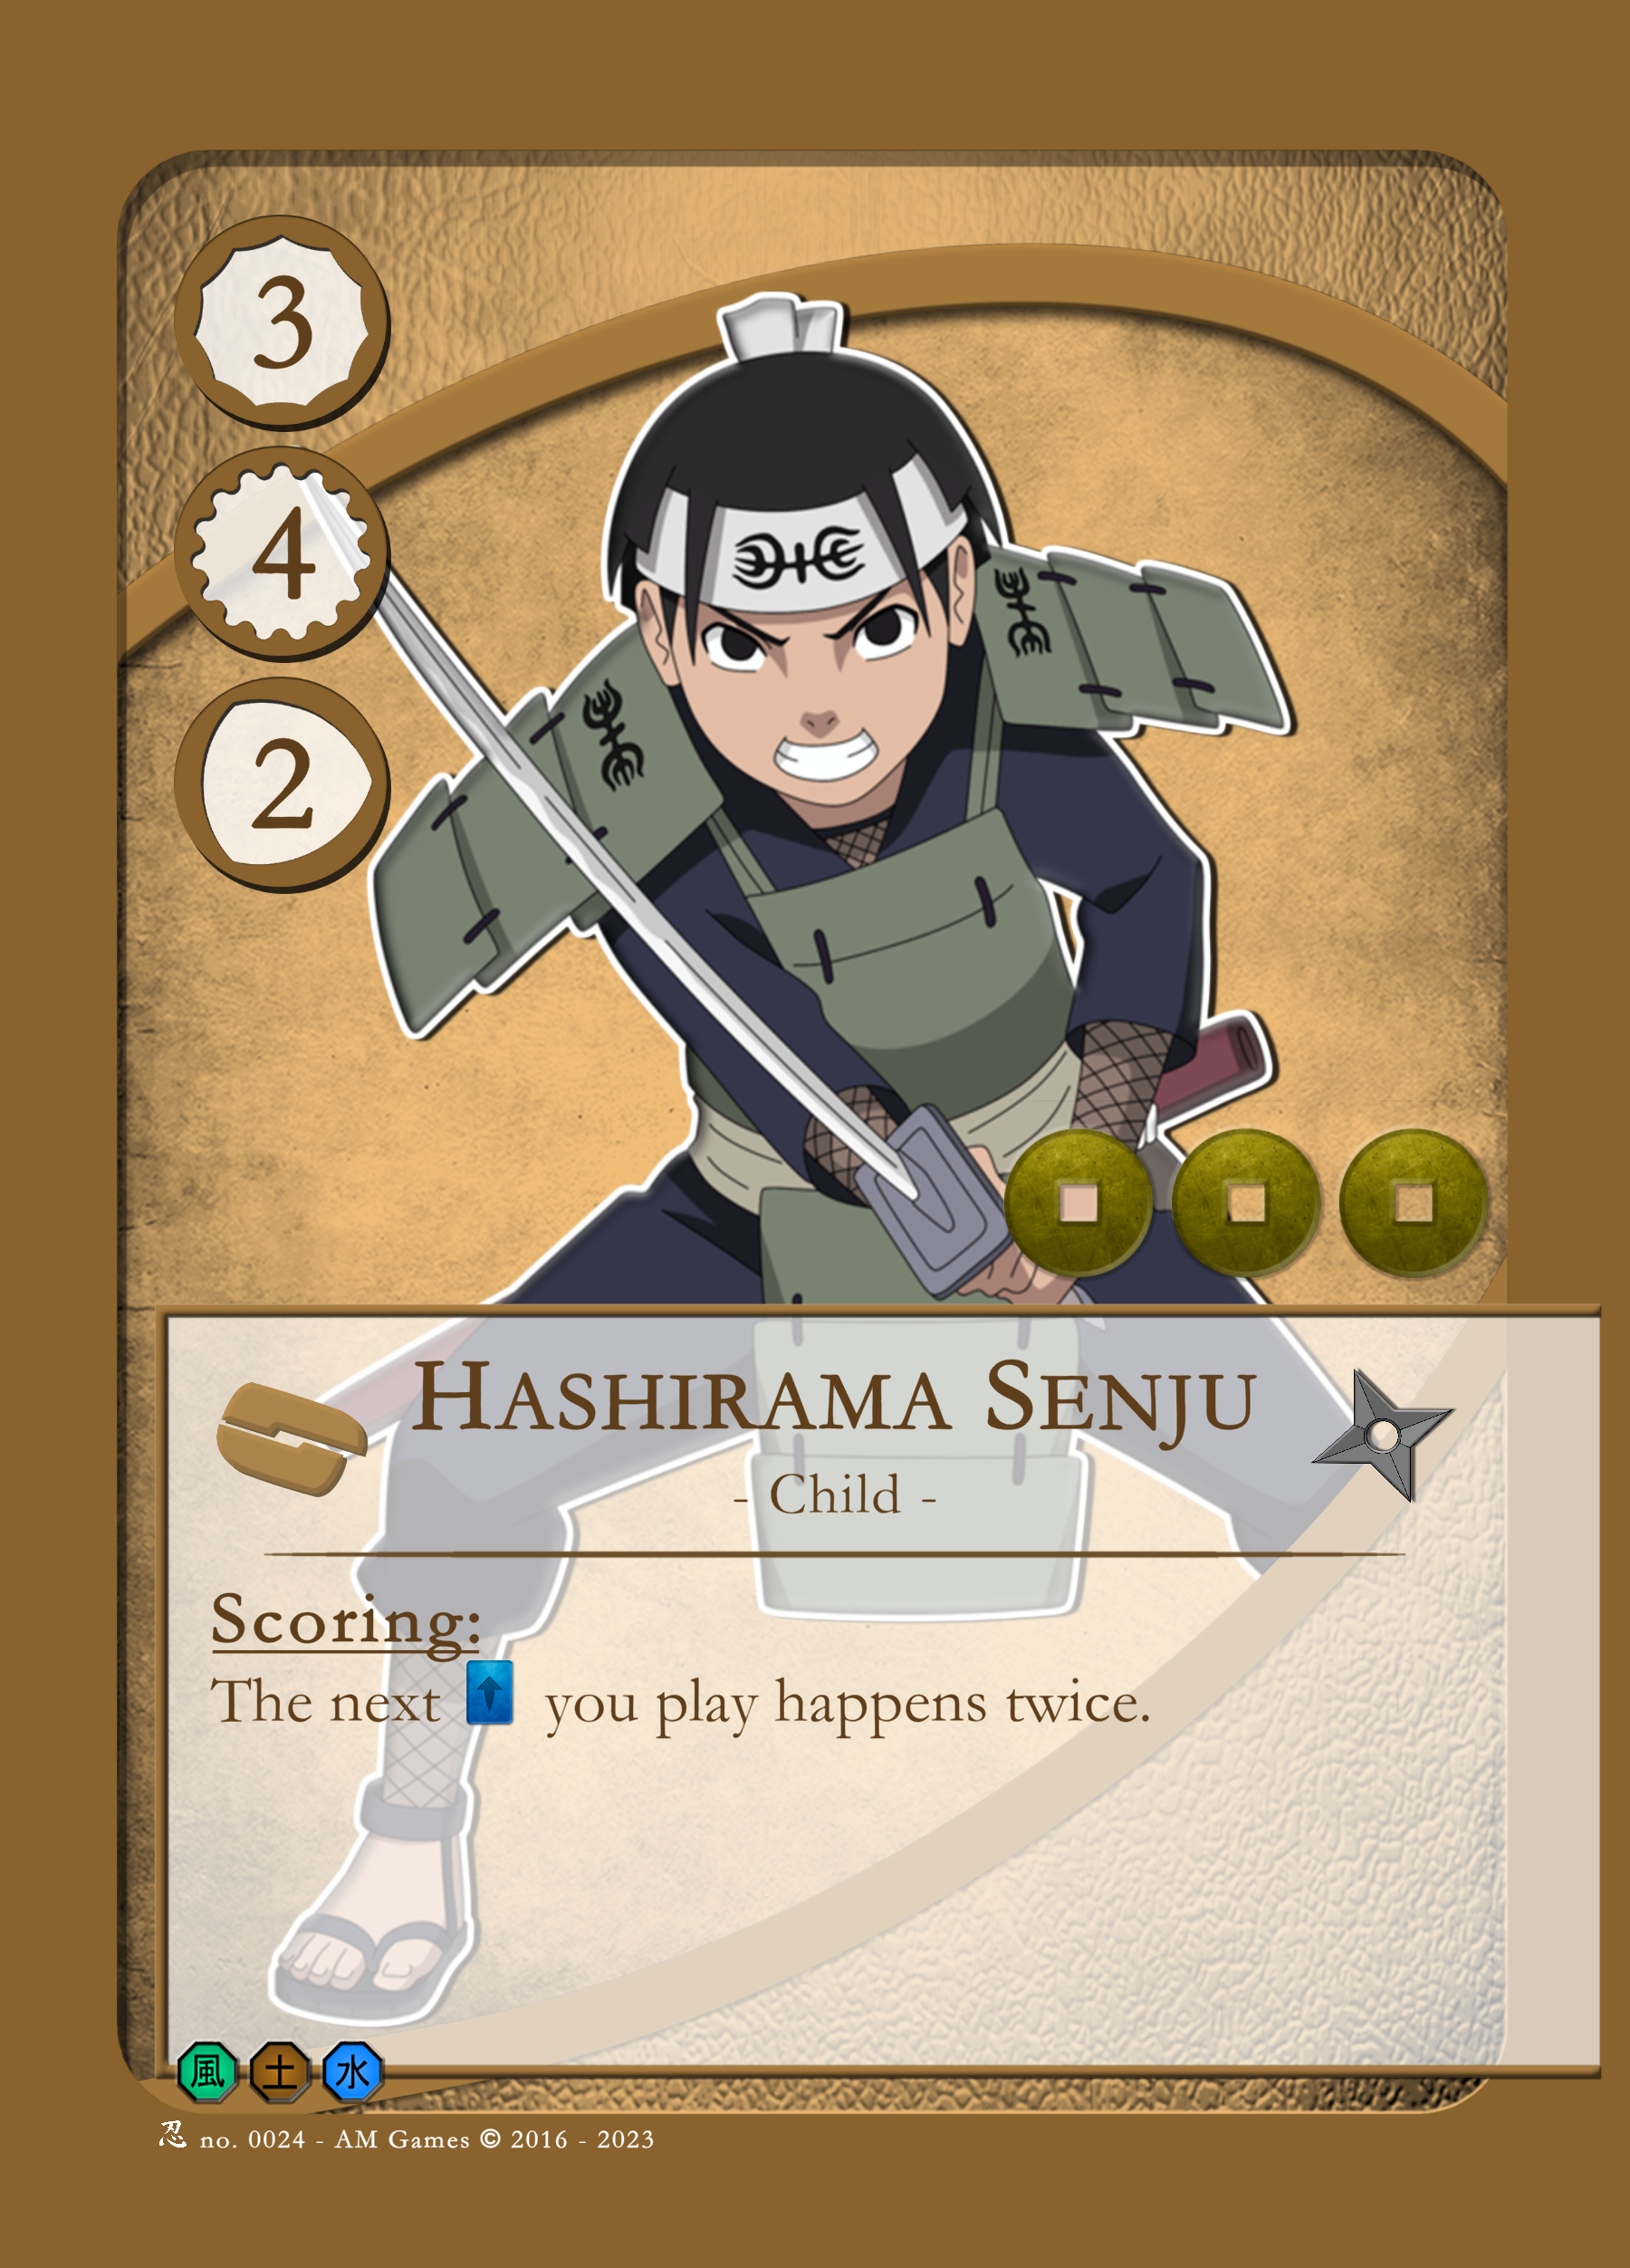 3
4
2
Hashirama Senju
- Child -
Scoring:
The next you play happens twice.
風 土 水
忍 no. 0024 - AM Games © 2016 - 2023